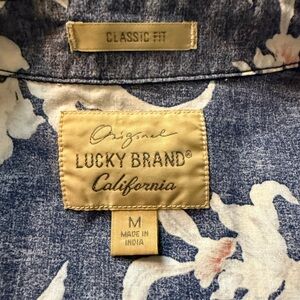 CLASSIC FIT
Original
LUCKY BRAND®
California
M
MADE IN
INDIA